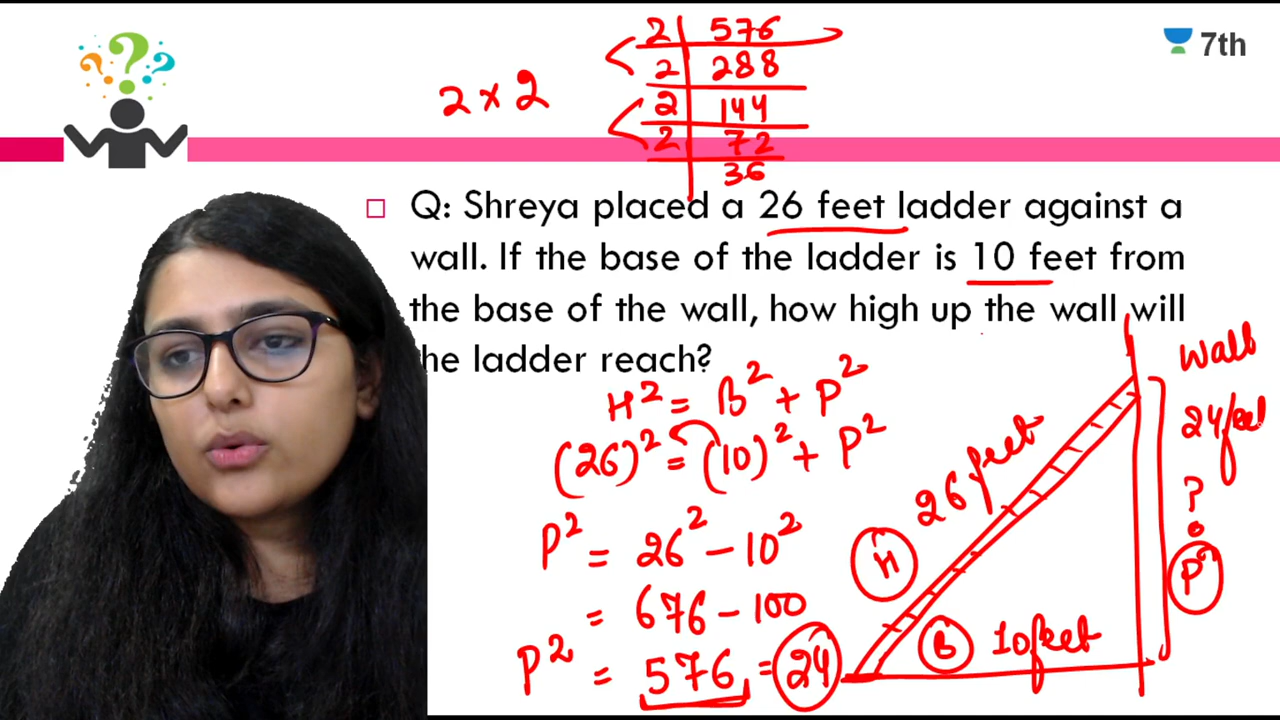 7th
2 | 576
2 | 288
2 | 144
2 | 72
36
2 × 2
Q: Shreya placed a 26 feet ladder against a
wall. If the base of the ladder is 10 feet from
the base of the wall, how high up the wall will
he ladder reach?
H² = B² + P²
(26)² = (10)² + P²
P² = 26² - 10²
= 676 - 100
P² = 576 = 24
26 feet
H
B 10 feet
Wall
24 feet
?
P